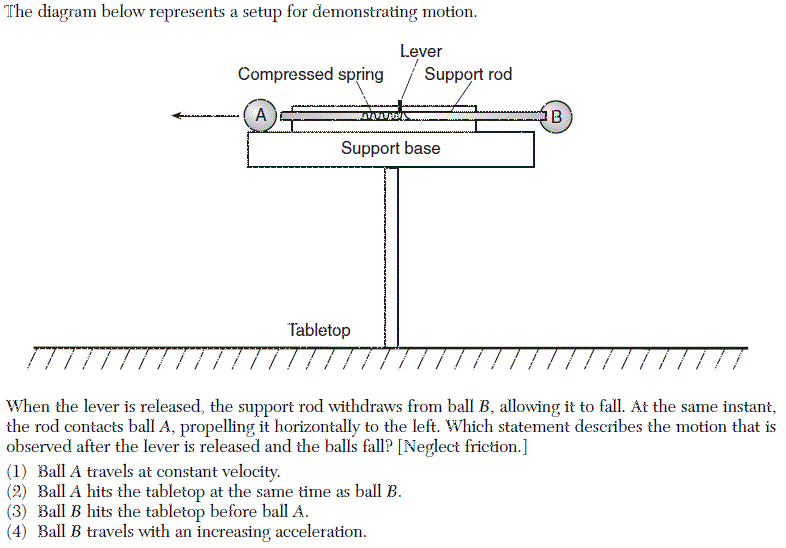 The diagram below represents a setup for demonstrating motion.
Lever
Compressed spring Support rod
A B
Support base
Tabletop
When the lever is released, the support rod withdraws from ball B, allowing it to fall. At the same instant,
the rod contacts ball A, propelling it horizontally to the left. Which statement describes the motion that is
observed after the lever is released and the balls fall? [Neglect friction.]
(1) Ball A travels at constant velocity.
(2) Ball A hits the tabletop at the same time as ball B.
(3) Ball B hits the tabletop before ball A.
(4) Ball B travels with an increasing acceleration.